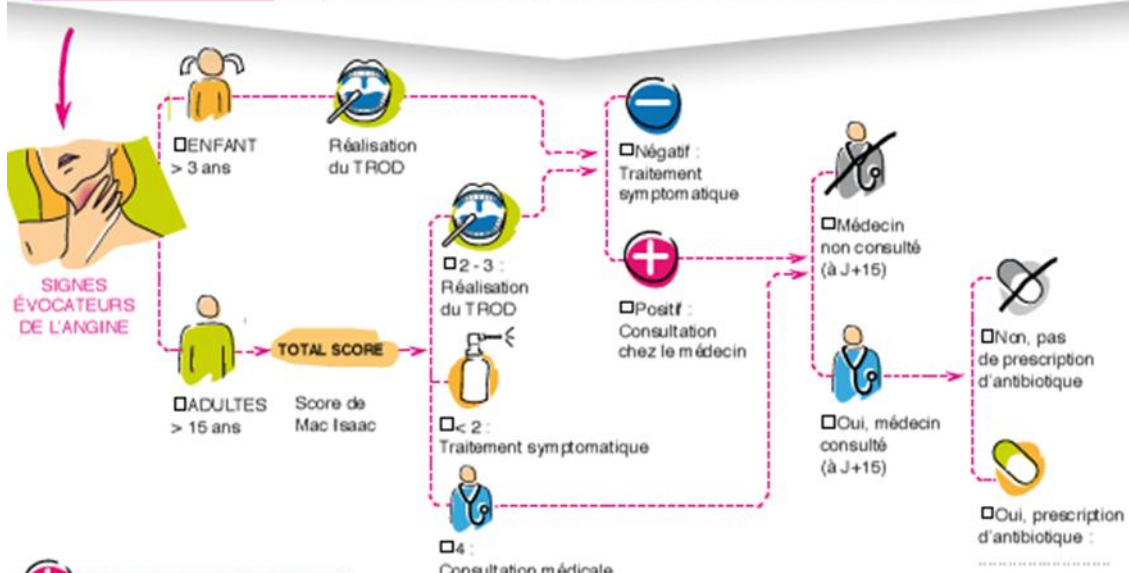 ENFANT
> 3 ans
Réalisation
du TROD
Négatif :
Traitement
symptomatique
Médecin
non consulté
(à J+15)
2 - 3 :
Réalisation
du TROD
SIGNES
ÉVOCATEURS
DE L'ANGINE
Positif :
Consultation
chez le médecin
TOTAL SCORE
Non, pas
de prescription
d'antibiotique
ADULTES
> 15 ans
Score de
Mac Isaac
< 2 :
Traitement symptomatique
Oui, médecin
consulté
(à J+15)
Oui, prescription
d'antibiotique :
4 :
Consultation médicale